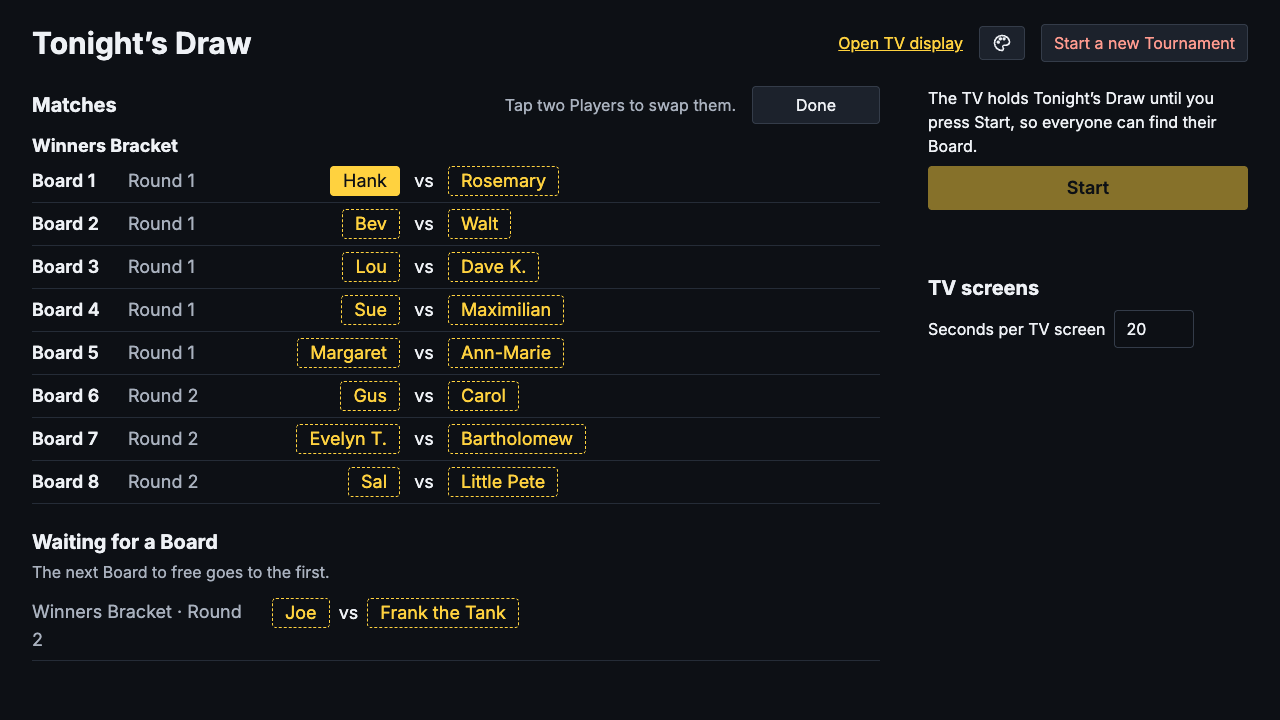 Tonight’s Draw
Open TV display
Start a new Tournament
Matches
Tap two Players to swap them.
Done
Winners Bracket
Board 1 Round 1 Hank vs Rosemary
Board 2 Round 1 Bev vs Walt
Board 3 Round 1 Lou vs Dave K.
Board 4 Round 1 Sue vs Maximilian
Board 5 Round 1 Margaret vs Ann-Marie
Board 6 Round 2 Gus vs Carol
Board 7 Round 2 Evelyn T. vs Bartholomew
Board 8 Round 2 Sal vs Little Pete
Waiting for a Board
The next Board to free goes to the first.
Winners Bracket · Round
2
Joe vs Frank the Tank
The TV holds Tonight’s Draw until you
press Start, so everyone can find their
Board.
Start
TV screens
Seconds per TV screen 20